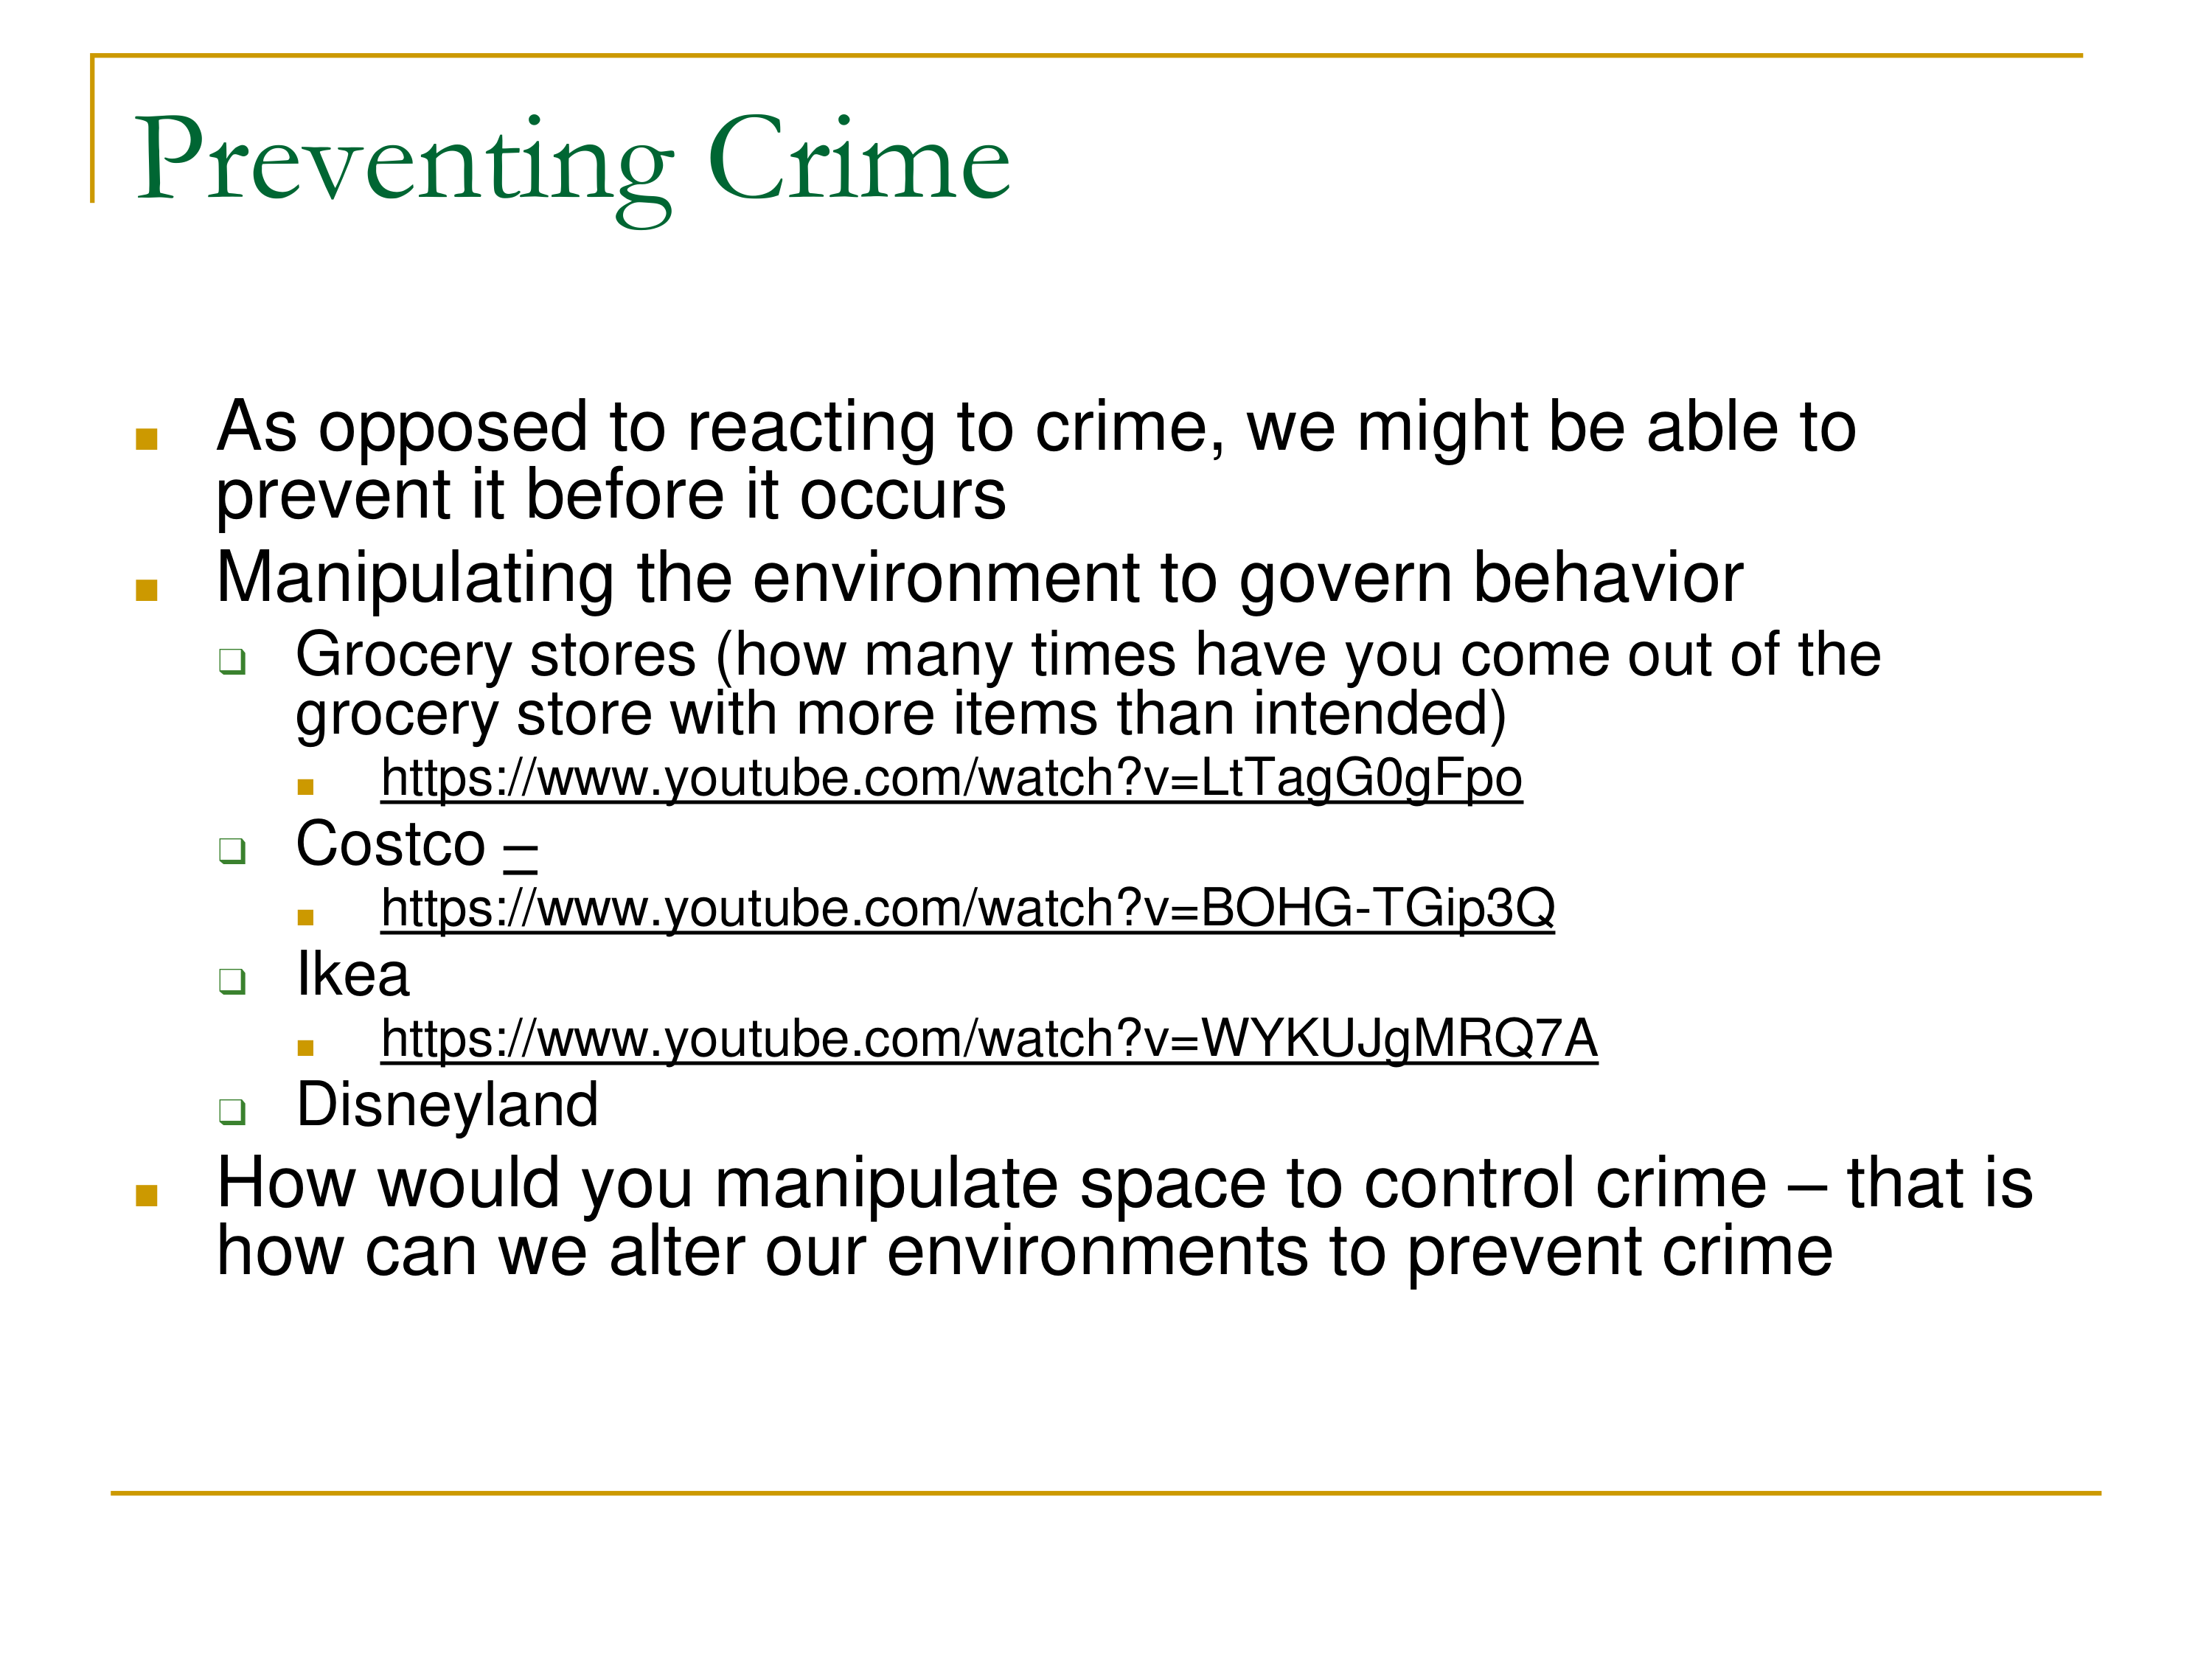 Preventing Crime
As opposed to reacting to crime, we might be able to
prevent it before it occurs
Manipulating the environment to govern behavior
Grocery stores (how many times have you come out of the
grocery store with more items than intended)
https://www.youtube.com/watch?v=LtTagG0gFpo
Costco –
https://www.youtube.com/watch?v=BOHG-TGip3Q
Ikea
https://www.youtube.com/watch?v=WYKUJgMRQ7A
Disneyland
How would you manipulate space to control crime – that is
how can we alter our environments to prevent crime